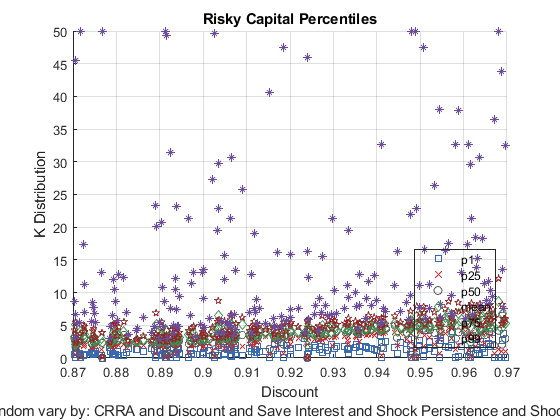 Risky Capital Percentiles
K Distribution
50
45
40
35
30
25
20
15
10
5
0
p1
p25
p50
mean
p75
p99
0.87 0.88 0.89 0.9 0.91 0.92 0.93 0.94 0.95 0.96 0.97
Discount
ndom vary by: CRRA and Discount and Save Interest and Shock Persistence and Shoc